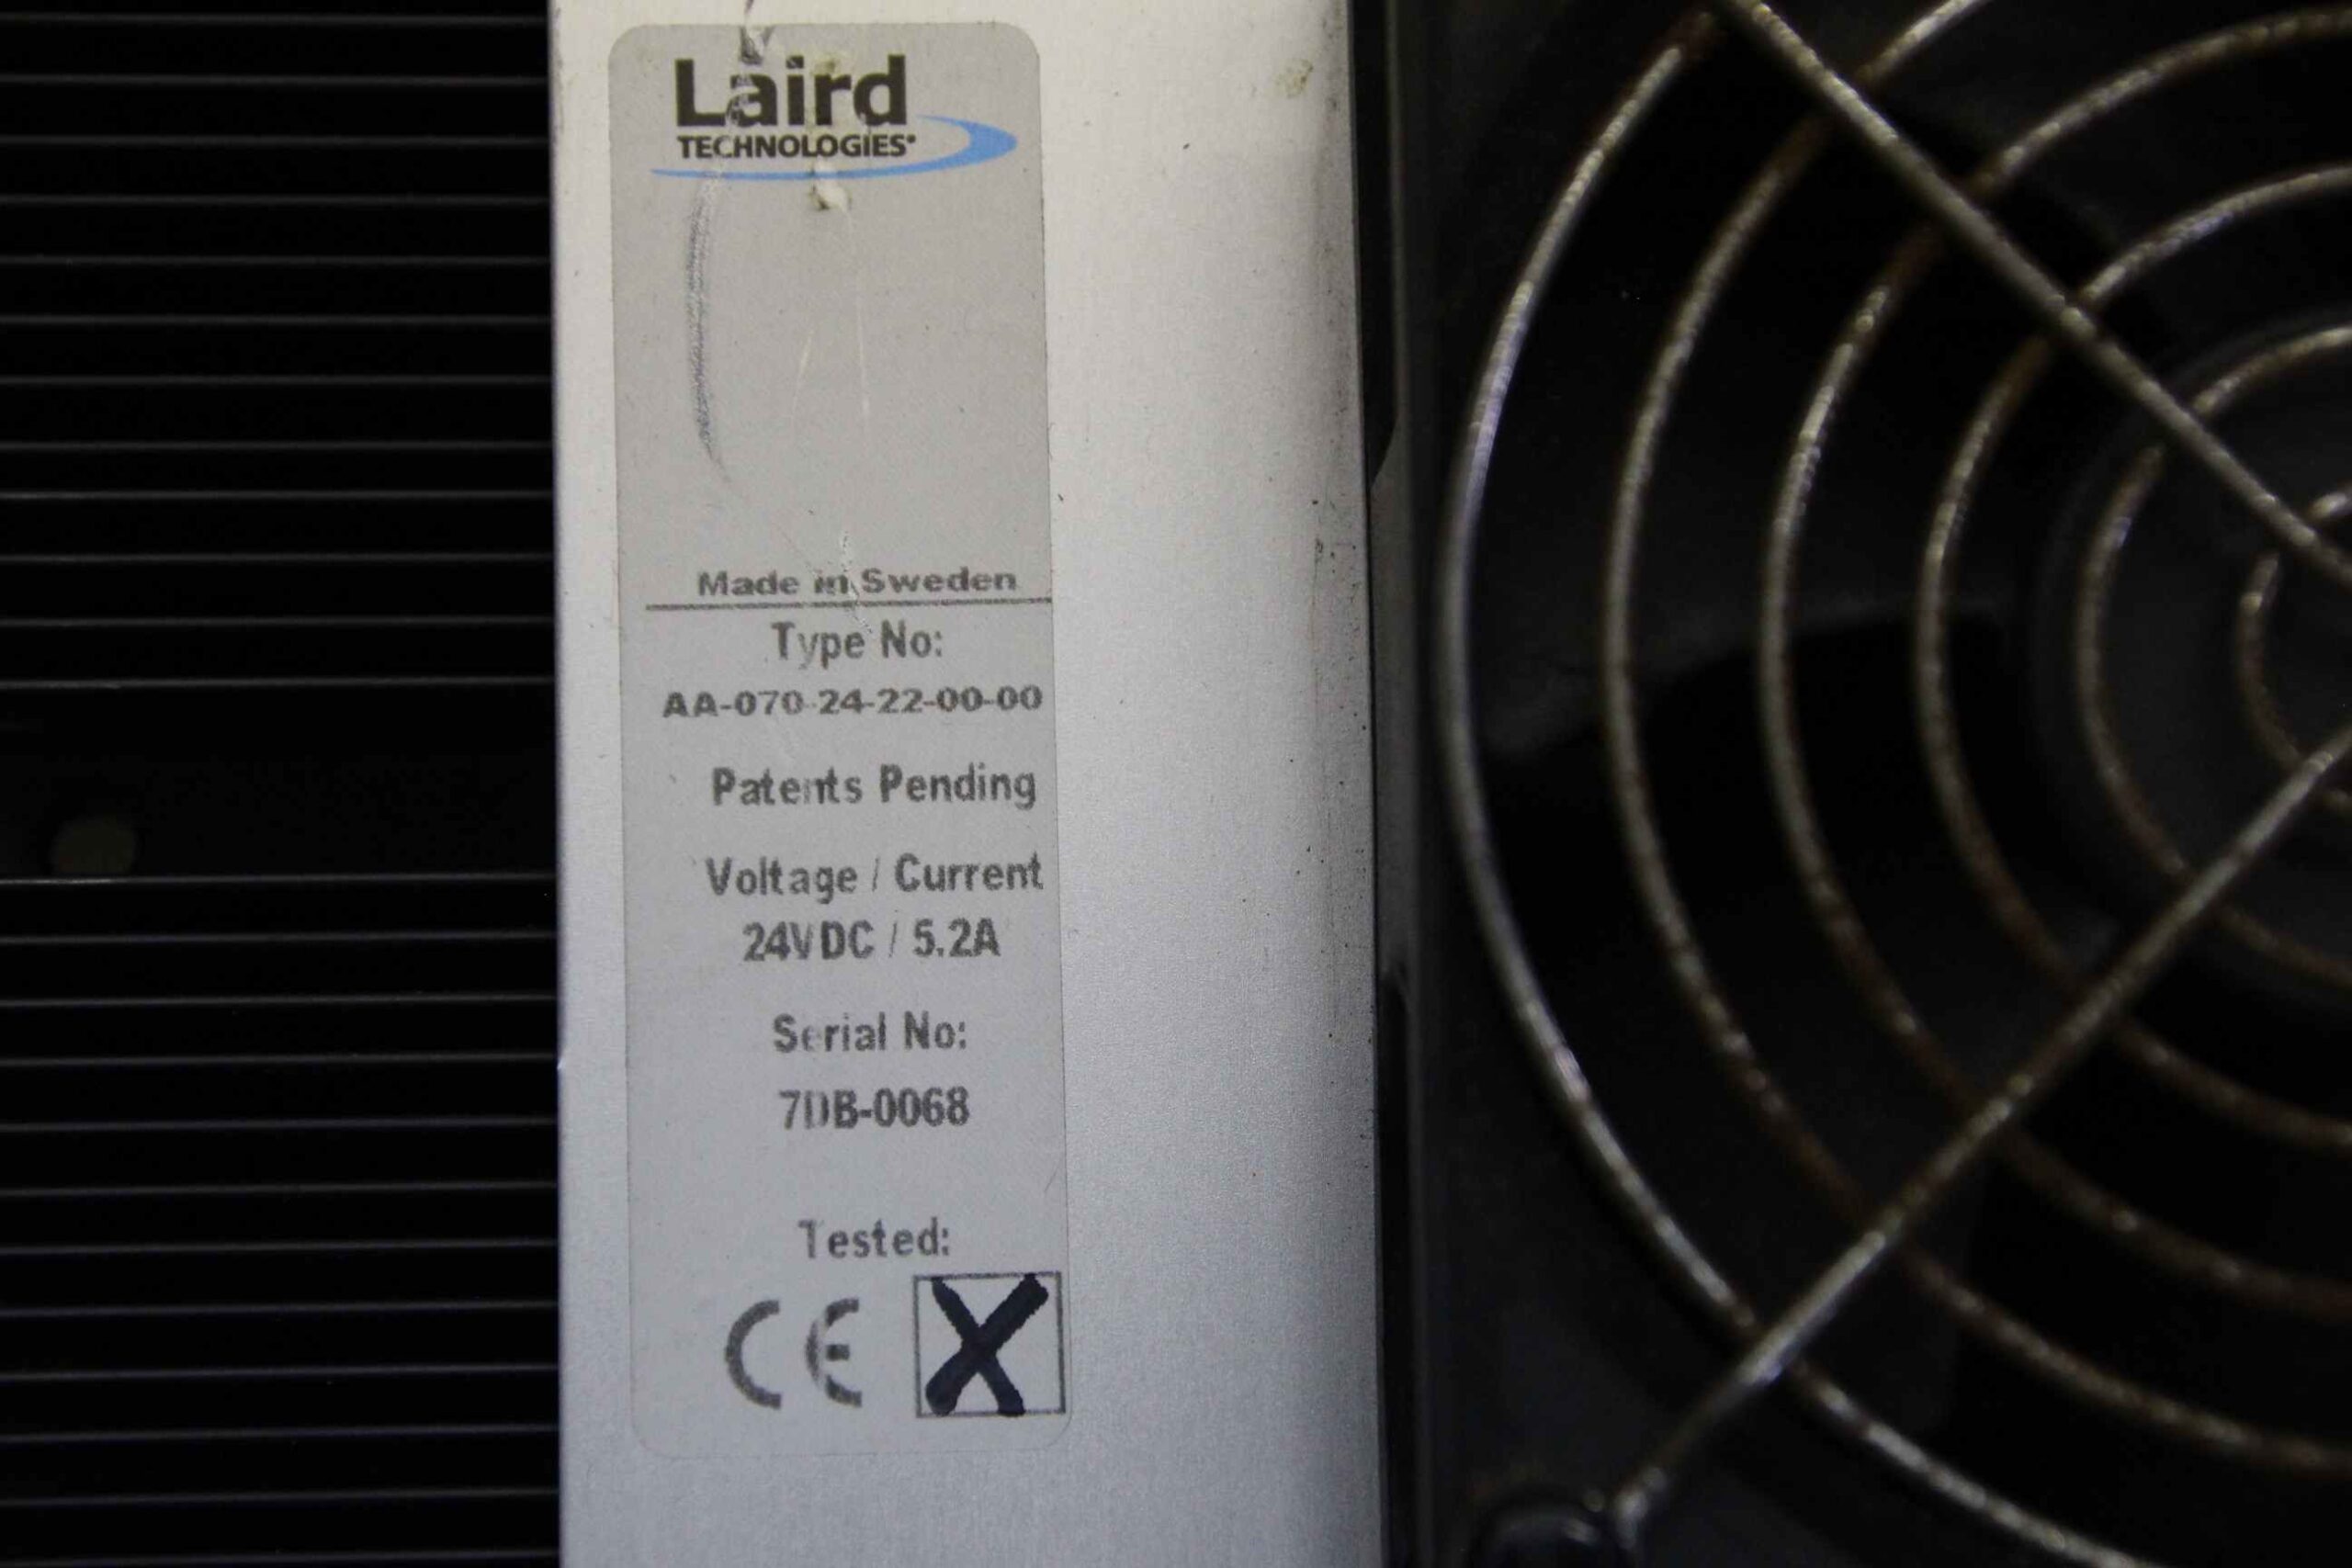 Laird
TECHNOLOGIES
Made in Sweden
Type No:
AA-070-24-22-00-00
Patents Pending
Voltage / Current
24VDC / 5.2A
Serial No:
7DB-0068
Tested:
CE X